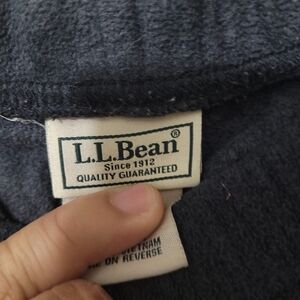 L.L.Bean®
Since 1912
QUALITY GUARANTEED
VIETNAM
ON REVERSE